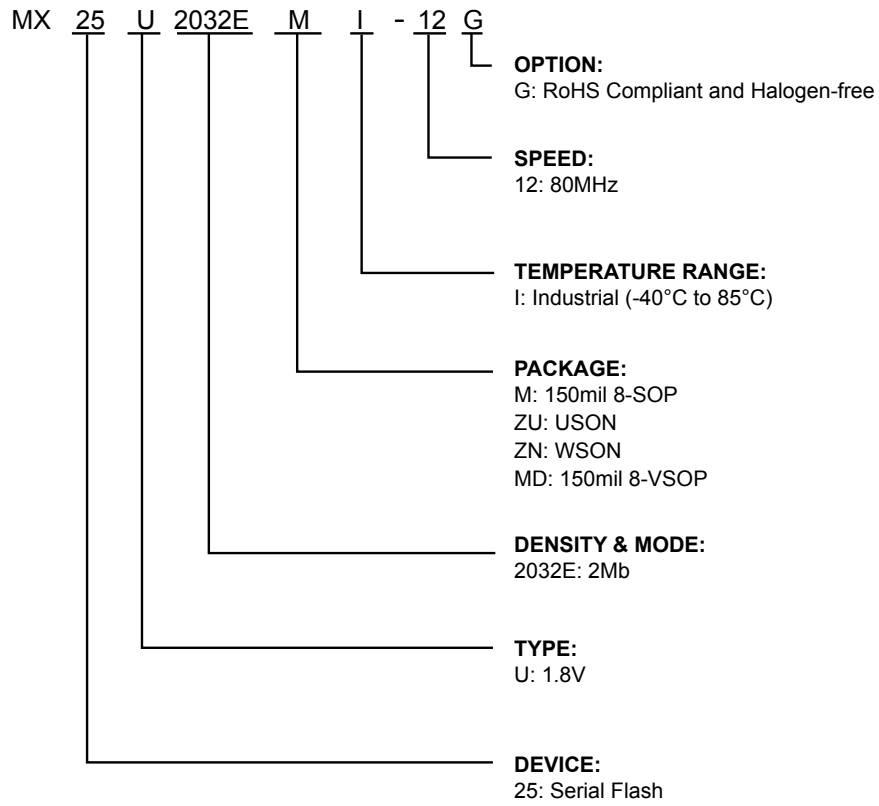 MX 25 U 2032E M I - 12 G
OPTION:
G: RoHS Compliant and Halogen-free
SPEED:
12: 80MHz
TEMPERATURE RANGE:
I: Industrial (-40°C to 85°C)
PACKAGE:
M: 150mil 8-SOP
ZU: USON
ZN: WSON
MD: 150mil 8-VSOP
DENSITY & MODE:
2032E: 2Mb
TYPE:
U: 1.8V
DEVICE:
25: Serial Flash